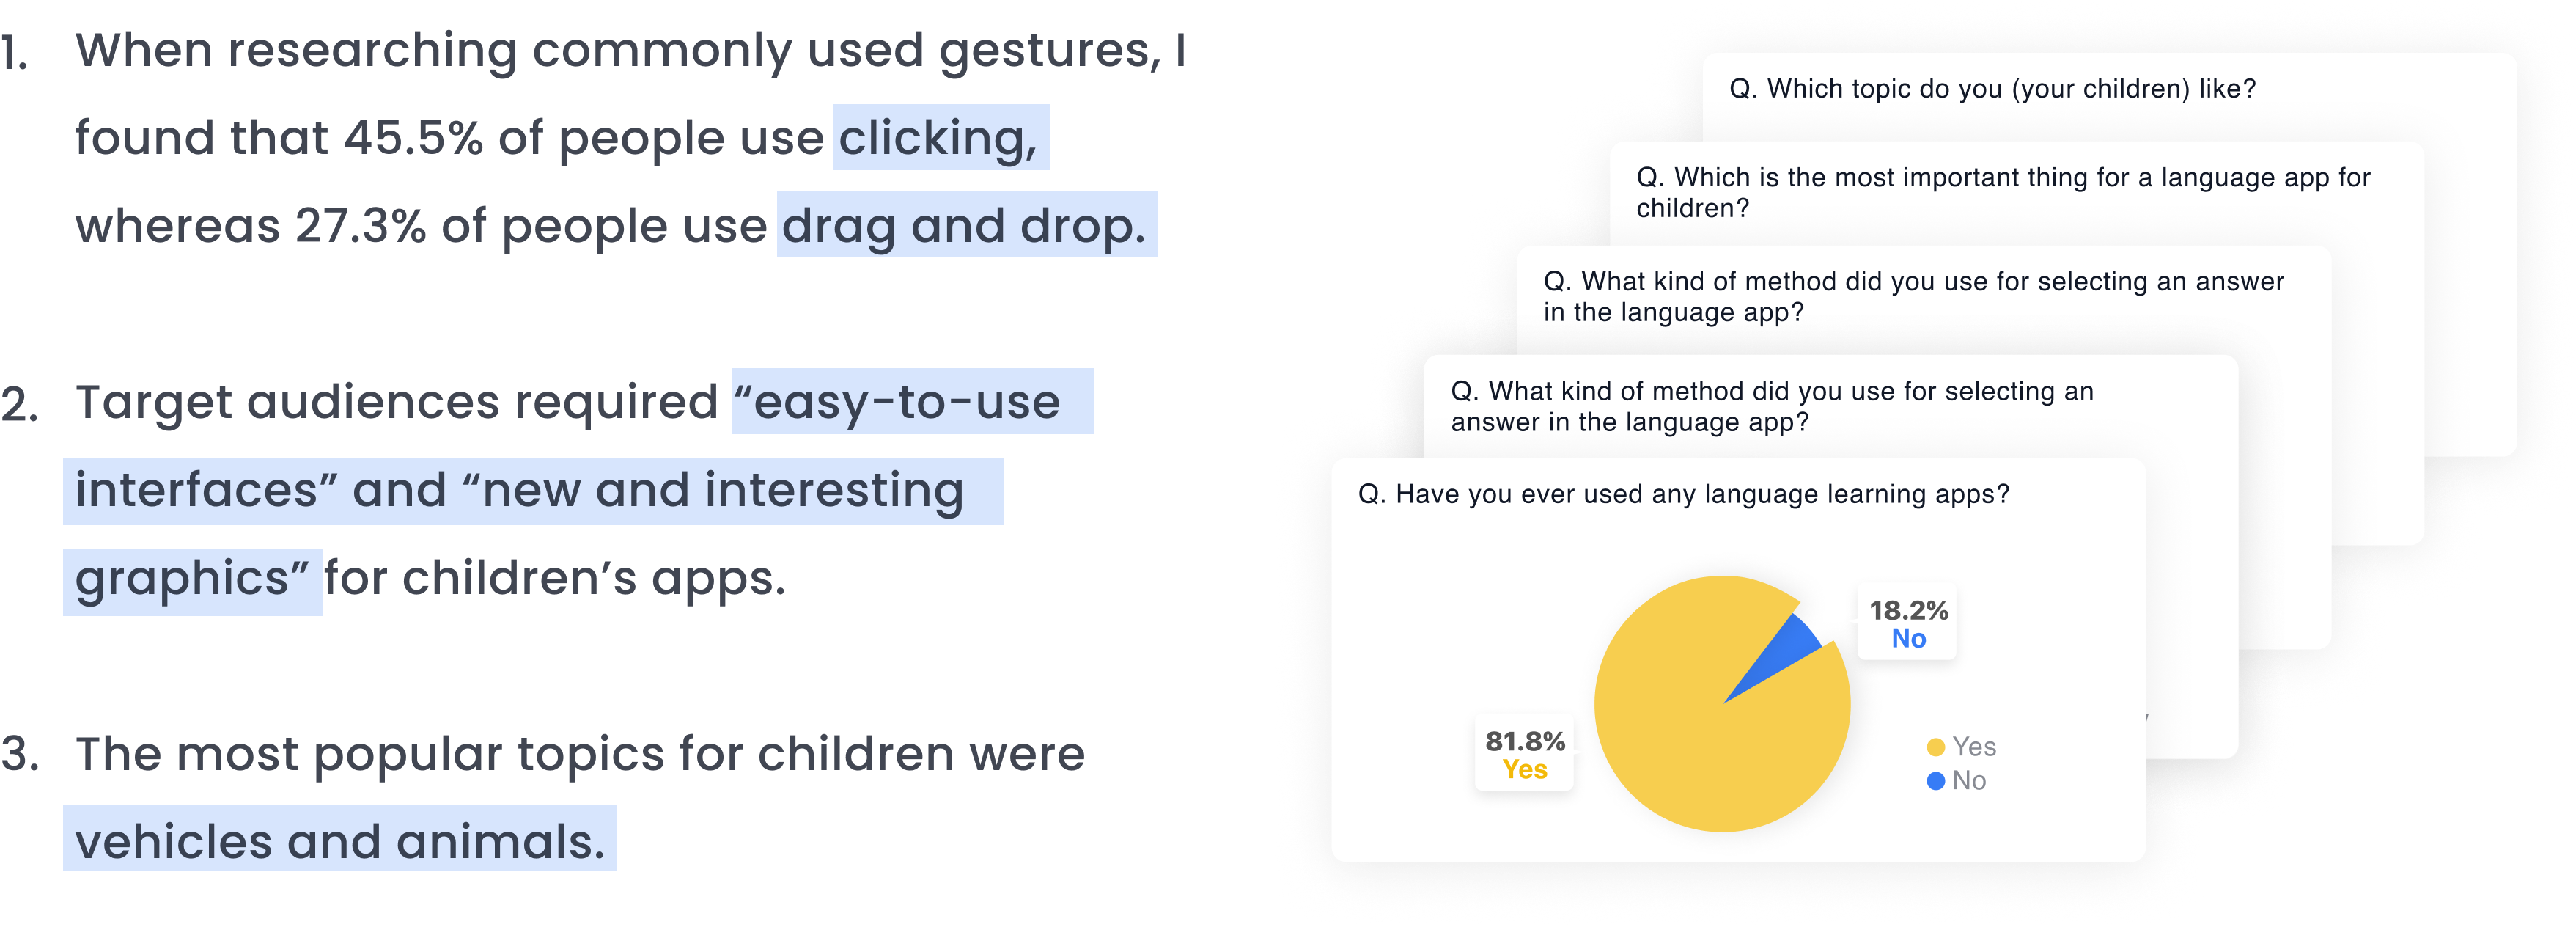 1. When researching commonly used gestures, I
found that 45.5% of people use clicking,
whereas 27.3% of people use drag and drop.
2. Target audiences required “easy-to-use
interfaces” and “new and interesting
graphics” for children’s apps.
3. The most popular topics for children were
vehicles and animals.
Q. Which topic do you (your children) like?
Q. Which is the most important thing for a language app for
children?
Q. What kind of method did you use for selecting an answer
in the language app?
Q. What kind of method did you use for selecting an
answer in the language app?
Q. Have you ever used any language learning apps?
18.2%
No
81.8%
Yes
Yes
No